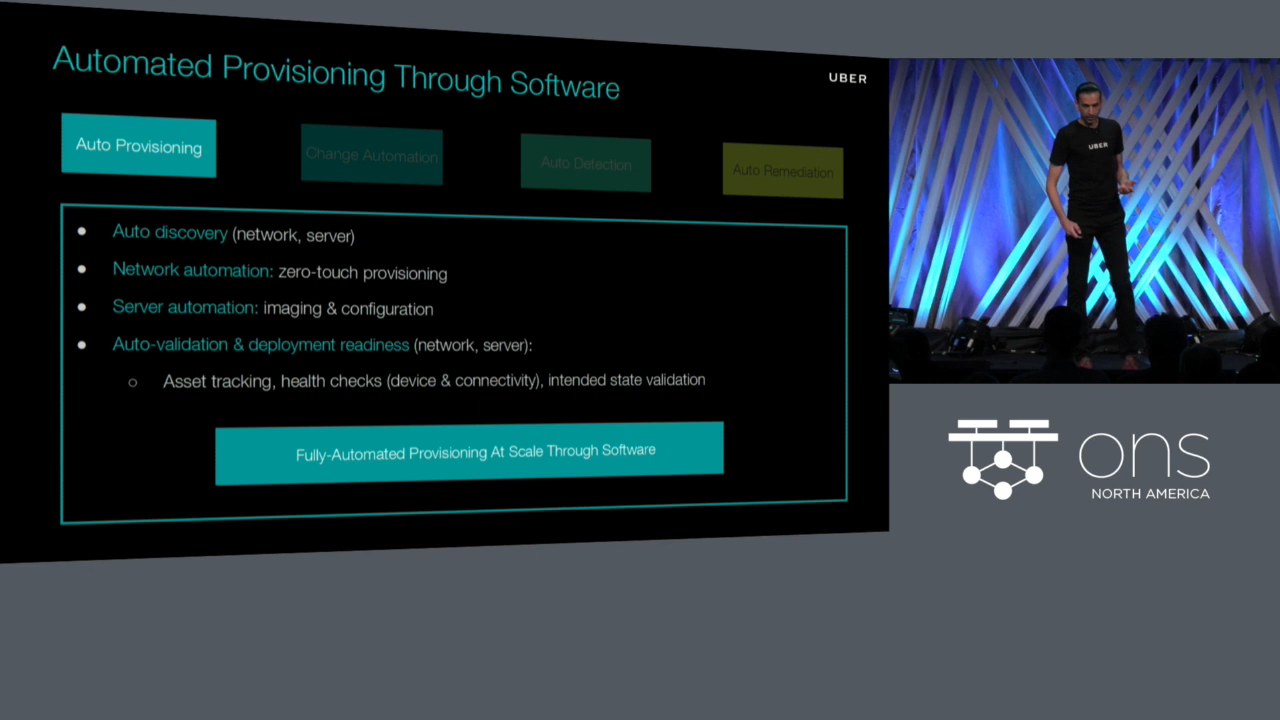 Automated Provisioning Through Software
UBER
Auto Provisioning
Change Automation
Auto Detection
Auto Remediation
● Auto discovery (network, server)
● Network automation: zero-touch provisioning
● Server automation: imaging & configuration
● Auto-validation & deployment readiness (network, server):
○ Asset tracking, health checks (device & connectivity), intended state validation
Fully-Automated Provisioning At Scale Through Software
UBER
ons
NORTH AMERICA